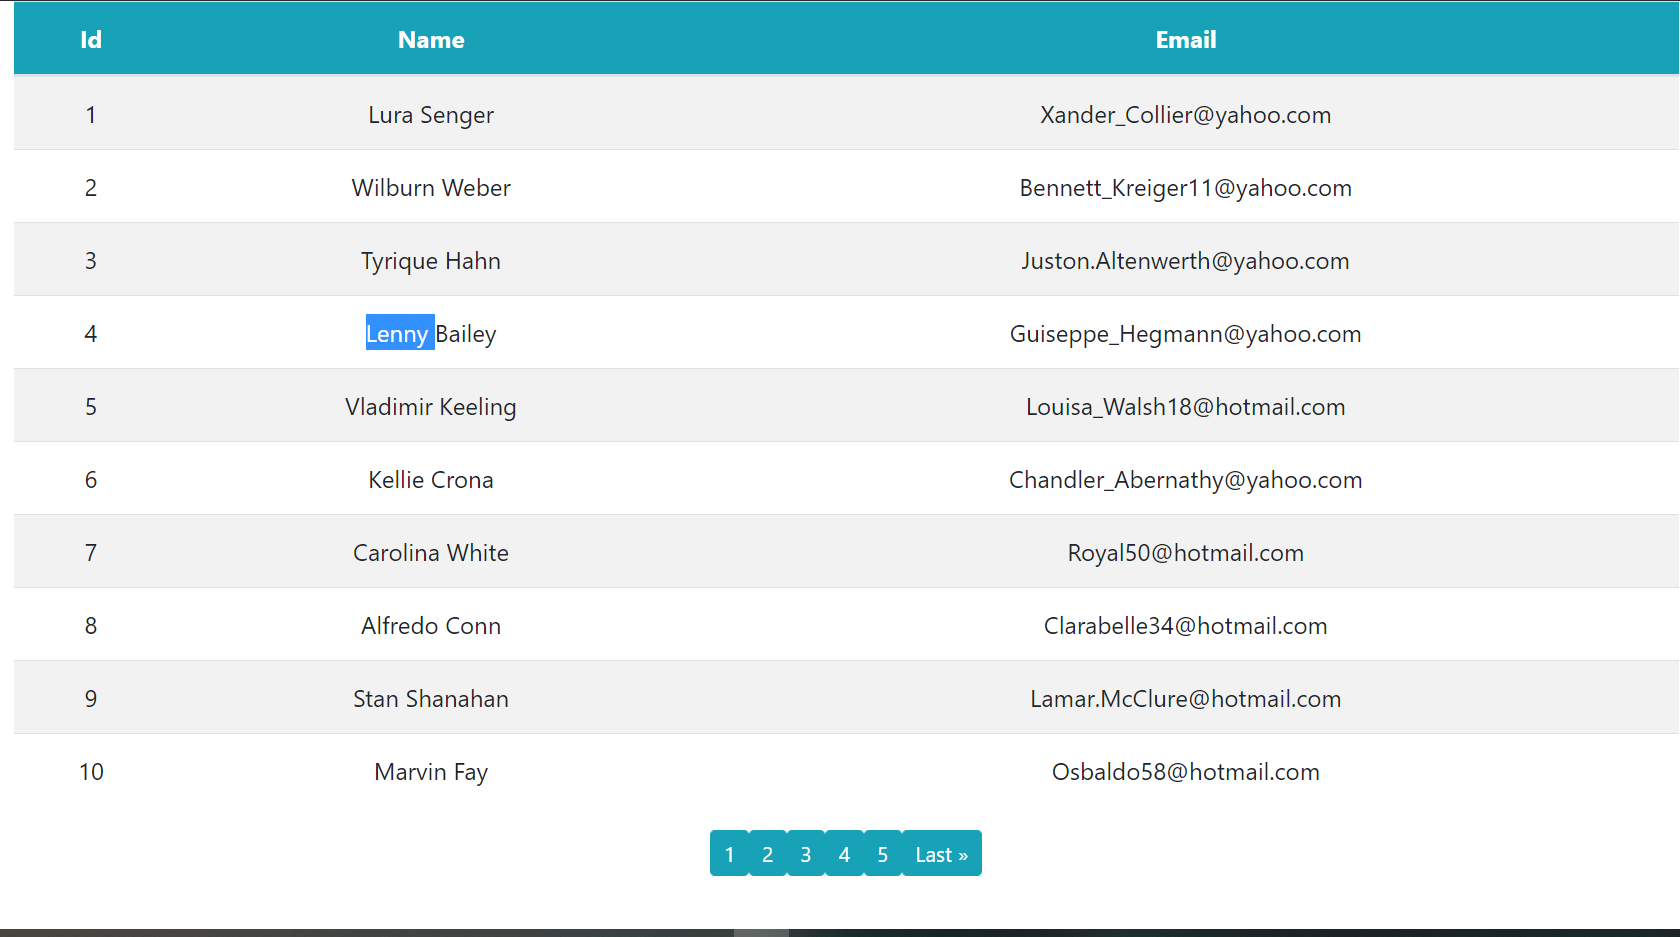 Id Name Email
1 Lura Senger Xander_Collier@yahoo.com
2 Wilburn Weber Bennett_Kreiger11@yahoo.com
3 Tyrique Hahn Juston.Altenwerth@yahoo.com
4 Lenny Bailey Guiseppe_Hegmann@yahoo.com
5 Vladimir Keeling Louisa_Walsh18@hotmail.com
6 Kellie Crona Chandler_Abernathy@yahoo.com
7 Carolina White Royal50@hotmail.com
8 Alfredo Conn Clarabelle34@hotmail.com
9 Stan Shanahan Lamar.McClure@hotmail.com
10 Marvin Fay Osbaldo58@hotmail.com
1 2 3 4 5 Last »